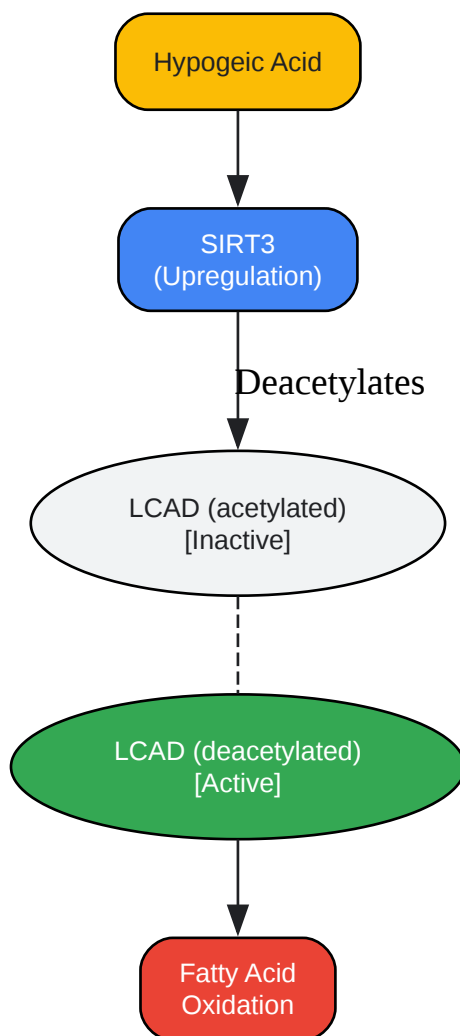 Hypogeic Acid
SIRT3
(Upregulation)
Deacetylates
LCAD (acetylated)
[Inactive]
LCAD (deacetylated)
[Active]
Fatty Acid
Oxidation